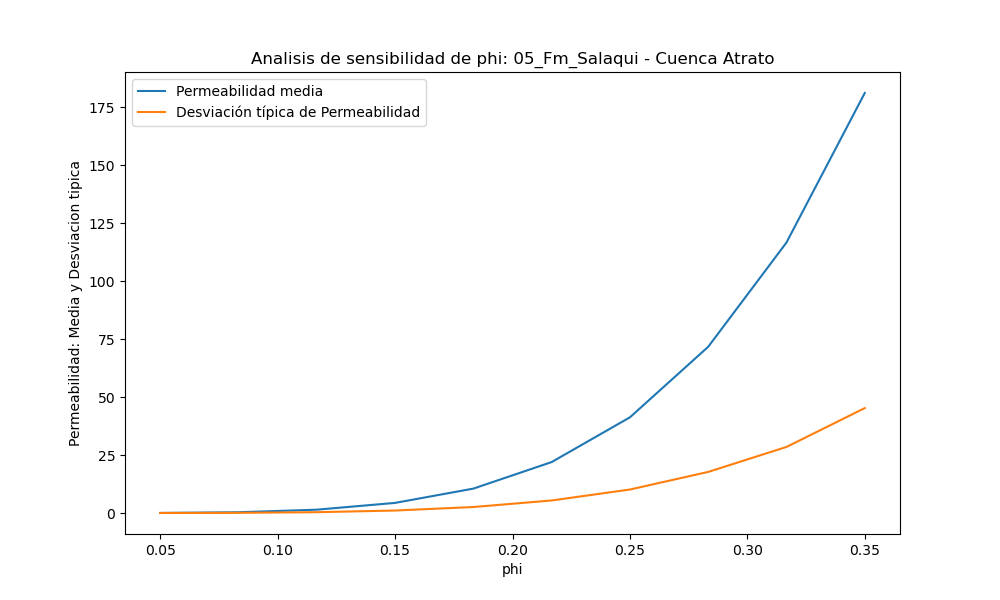 Analisis de sensibilidad de phi: 05_Fm_Salaqui - Cuenca Atrato
Permeabilidad media
Desviación típica de Permeabilidad
Permeabilidad: Media y Desviacion tipica
175
150
125
100
75
50
25
0
0.05 0.10 0.15 0.20 0.25 0.30 0.35
phi